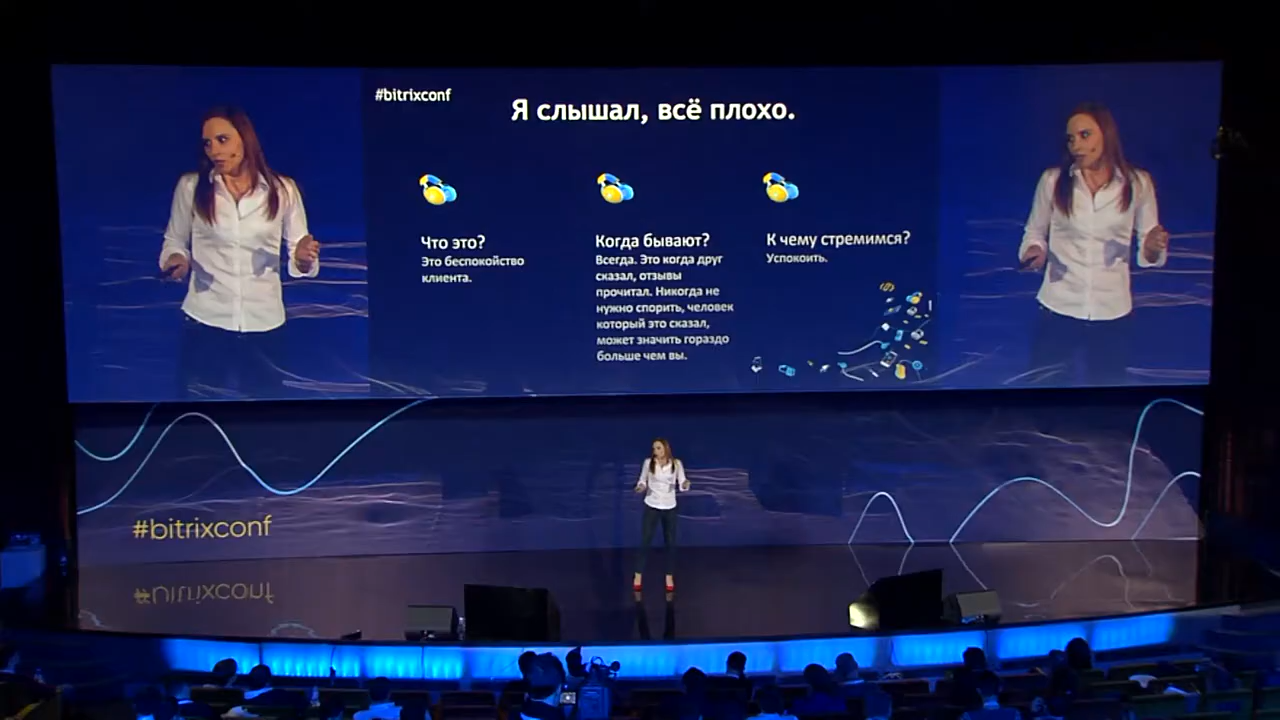 #bitrixconf
Я слышал, всё плохо.
Что это?
Это беспокойство
клиента.
Когда бывают?
Всегда. Это когда друг
сказал, отзывы
прочитал. Никогда не
нужно спорить, человек
который это сказал,
может значить гораздо
больше чем вы.
К чему стремимся?
Успокоить.
#bitrixconf